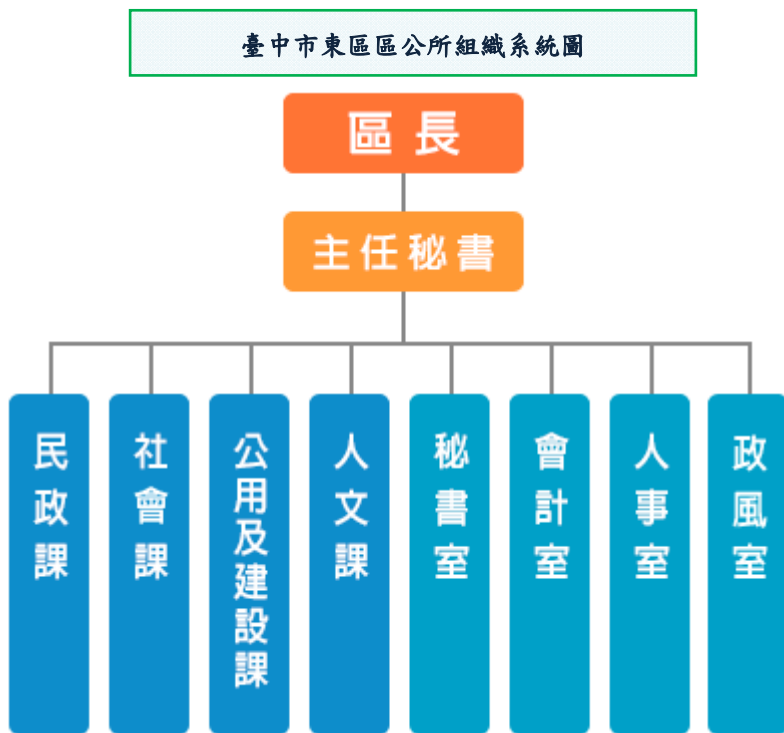 臺中市東區區公所組織系統圖
區長
主任秘書
民政課
社會課
公用及建設課
人文課
秘書室
會計室
人事室
政風室